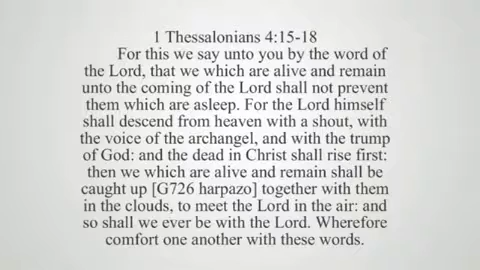 1 Thessalonians 4:15-18
For this we say unto you by the word of
the Lord, that we which are alive and remain
unto the coming of the Lord shall not prevent
them which are asleep. For the Lord himself
shall descend from heaven with a shout, with
the voice of the archangel, and with the trump
of God: and the dead in Christ shall rise first:
then we which are alive and remain shall be
caught up [G726 harpazo] together with them
in the clouds, to meet the Lord in the air: and
so shall we ever be with the Lord. Wherefore
comfort one another with these words.